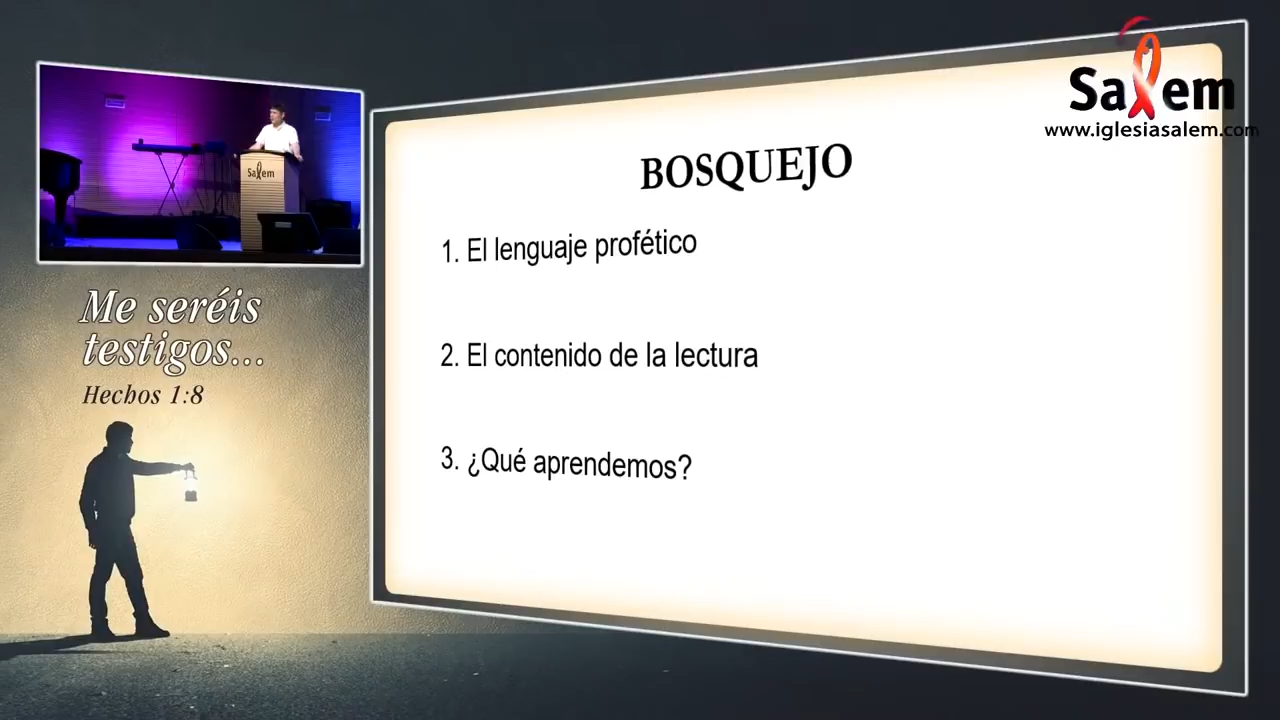 Salem
www.iglesiasalem.com
Salem
BOSQUEJO
1. El lenguaje profético
2. El contenido de la lectura
3. ¿Qué aprendemos?
Me seréis
testigos...
Hechos 1:8